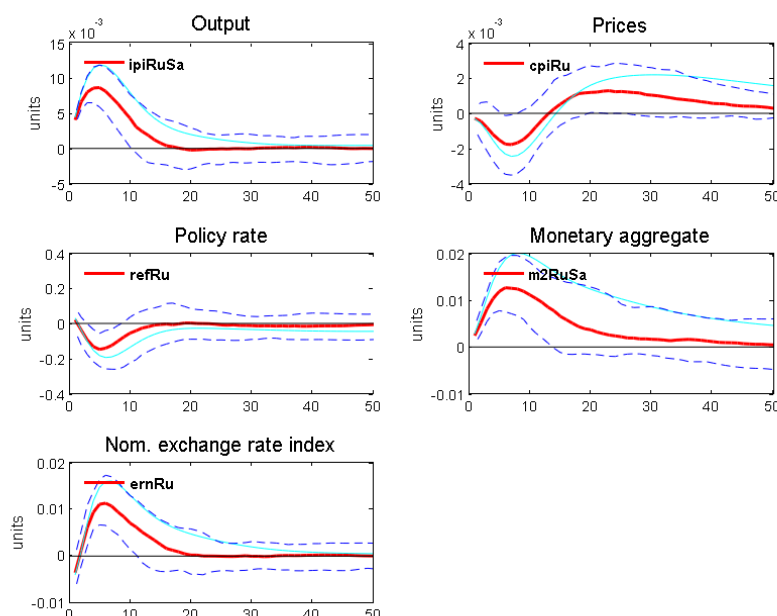 Output
x 10⁻³
15
10
5
0
-5
units
ipiRuSa
0 10 20 30 40 50
Prices
x 10⁻³
4
2
0
-2
-4
units
cpiRu
0 10 20 30 40 50
Policy rate
0.4
0.2
0
-0.2
-0.4
units
refRu
0 10 20 30 40 50
Monetary aggregate
0.02
0.01
0
-0.01
units
m2RuSa
0 10 20 30 40 50
Nom. exchange rate index
0.02
0.01
0
-0.01
units
ernRu
0 10 20 30 40 50